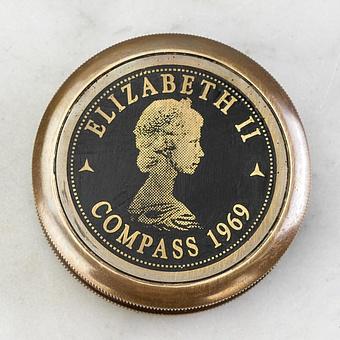 ELIZABETH II
COMPASS 1969